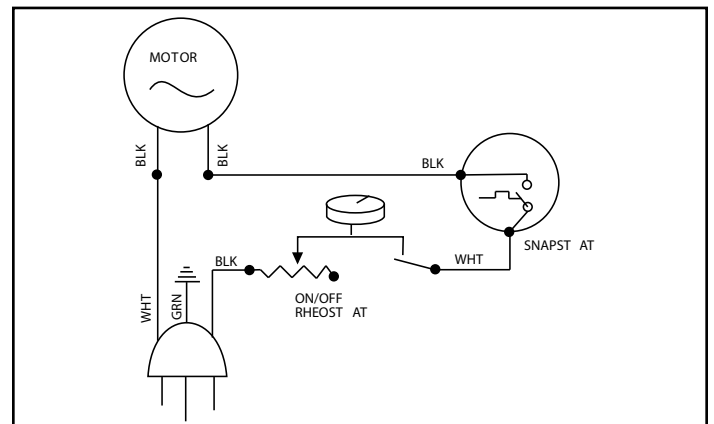 MOTOR
BLK
BLK
BLK
SNAPST AT
WHT
BLK
ON/OFF
RHEOST AT
WHT
GRN